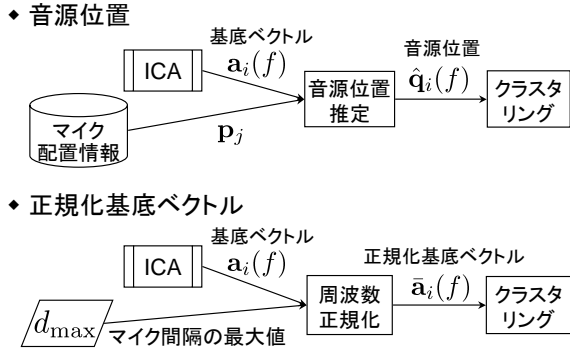 ◆ 音源位置
基底ベクトル
音源位置
ICA
a_i(f)
q̂_i(f)
音源位置
推定
クラスタ
リング
マイク
配置情報
p_j
◆ 正規化基底ベクトル
基底ベクトル
正規化基底ベクトル
ICA
a_i(f)
ā_i(f)
周波数
正規化
クラスタ
リング
d_max
マイク間隔の最大値